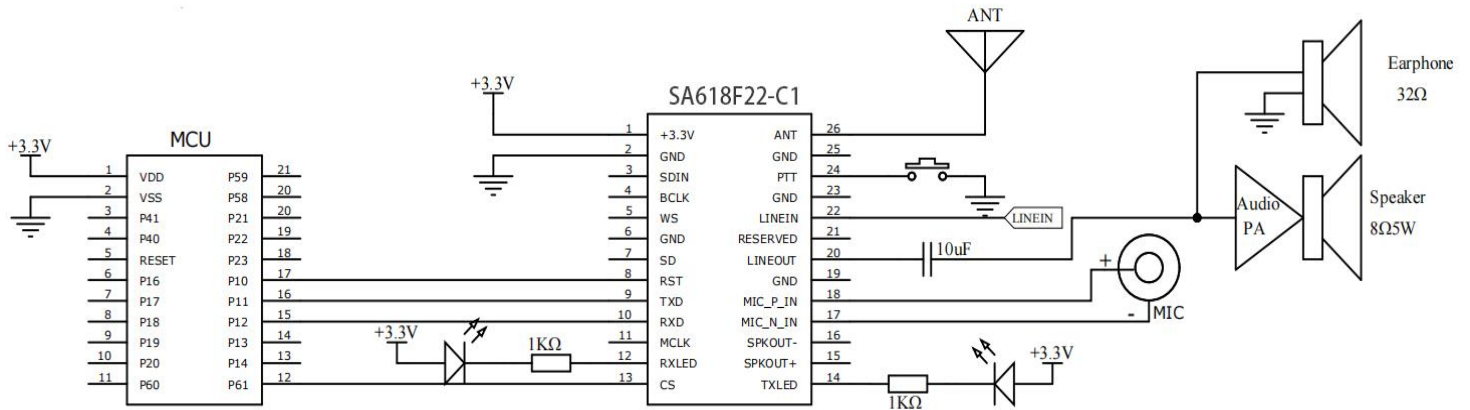 ANT
Earphone
32Ω
+3.3V
SA618F22-C1
1 +3.3V ANT 26
2 GND GND 25
3 SDIN PTT 24
4 BCLK GND 23
5 WS LINEIN 22
LINEIN
6 GND RESERVED 21
7 SD LINEOUT 20
10uF
8 RST GND 19
9 TXD MIC_P_IN 18
10 RXD MIC_N_IN 17
11 MCLK SPKOUT- 16
12 RXLED SPKOUT+ 15
13 CS TXLED 14
+3.3V
MCU
1 VDD P59 21
2 VSS P58 20
3 P41 P21 20
4 P40 P22 19
5 RESET P23 18
6 P16 P10 17
7 P17 P11 16
8 P18 P12 15
9 P19 P13 14
10 P20 P14 13
11 P60 P61 12
+3.3V
1KΩ
Audio
PA
Speaker
8Ω5W
+
-
MIC
+3.3V
1KΩ